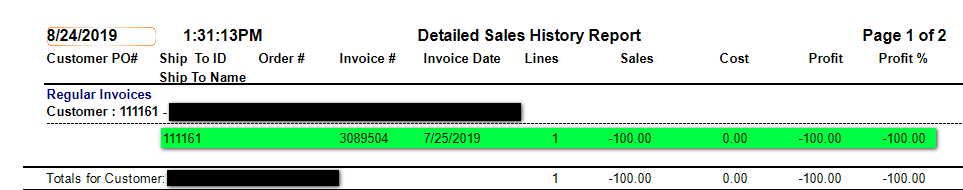 8/24/2019 1:31:13PM Detailed Sales History Report Page 1 of 2
Customer PO# Ship To ID Order # Invoice # Invoice Date Lines Sales Cost Profit Profit %
Ship To Name
Regular Invoices
Customer : 111161 -
111161 3089504 7/25/2019 1 -100.00 0.00 -100.00 -100.00
Totals for Customer: 1 -100.00 0.00 -100.00 -100.00